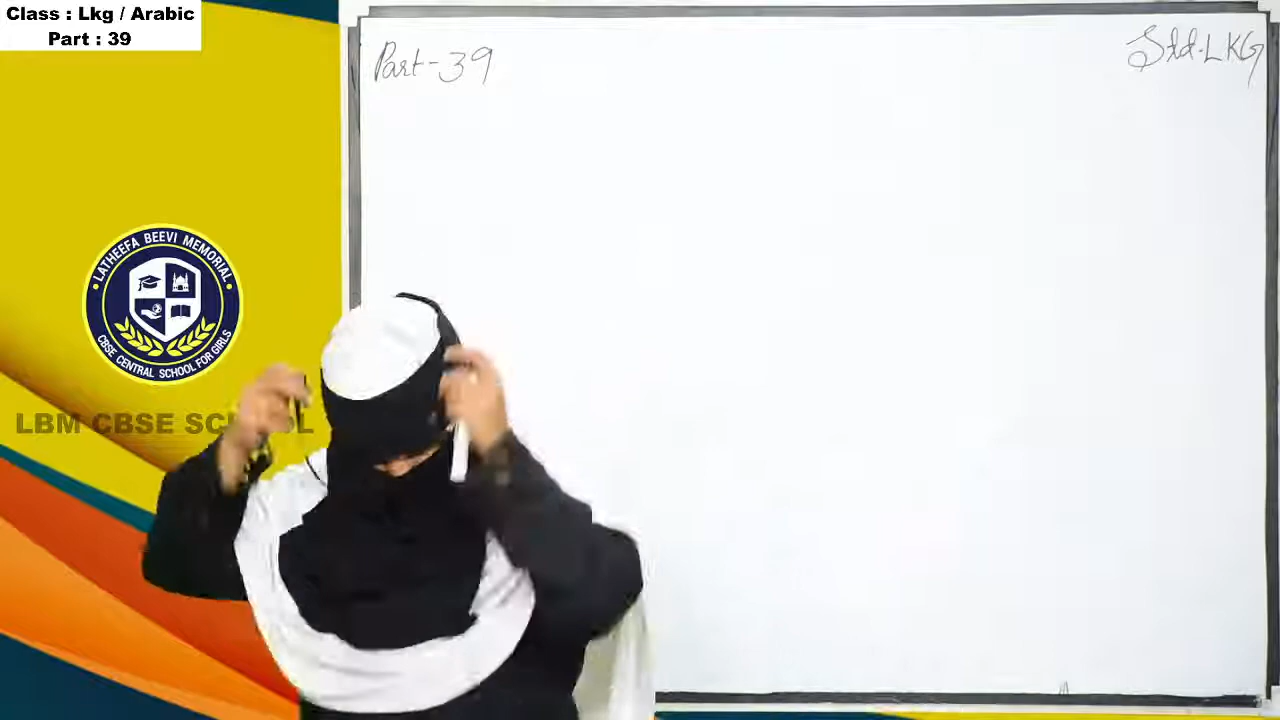 Class : Lkg / Arabic
Part : 39
Part-39
Std-LKG
LATHEEFA BEEVI MEMORIAL
CBSE CENTRAL SCHOOL FOR GIRLS
LBM CBSE SCHOOL